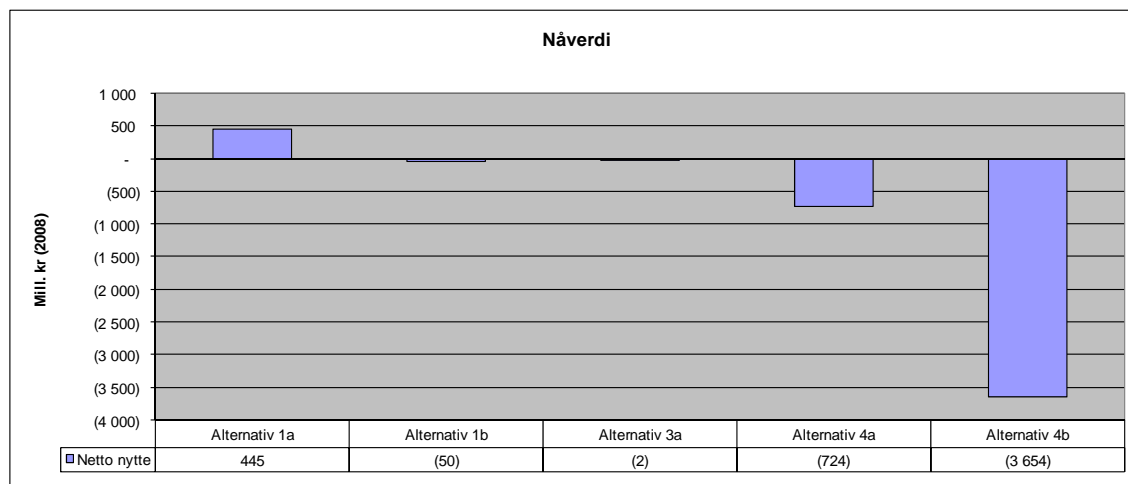 Nåverdi
Mill. kr (2008)
1 000
500
-
(500)
(1 000)
(1 500)
(2 000)
(2 500)
(3 000)
(3 500)
(4 000)
Alternativ 1a Alternativ 1b Alternativ 3a Alternativ 4a Alternativ 4b
Netto nytte 445 (50) (2) (724) (3 654)